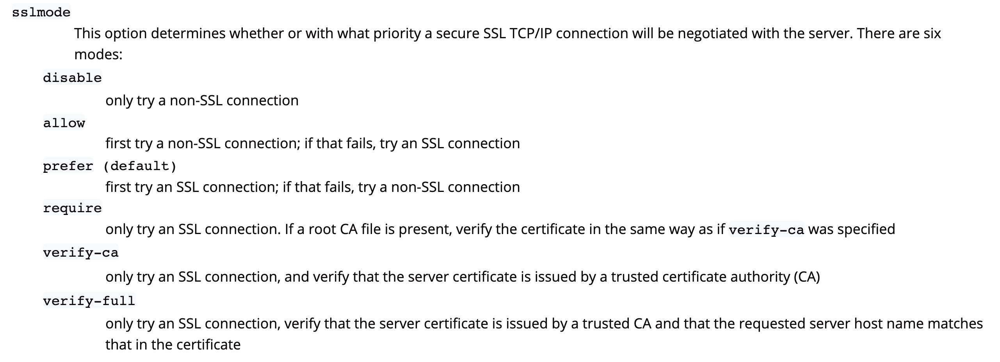 sslmode
This option determines whether or with what priority a secure SSL TCP/IP connection will be negotiated with the server. There are six
modes:
disable
only try a non-SSL connection
allow
first try a non-SSL connection; if that fails, try an SSL connection
prefer (default)
first try an SSL connection; if that fails, try a non-SSL connection
require
only try an SSL connection. If a root CA file is present, verify the certificate in the same way as if verify-ca was specified
verify-ca
only try an SSL connection, and verify that the server certificate is issued by a trusted certificate authority (CA)
verify-full
only try an SSL connection, verify that the server certificate is issued by a trusted CA and that the requested server host name matches
that in the certificate